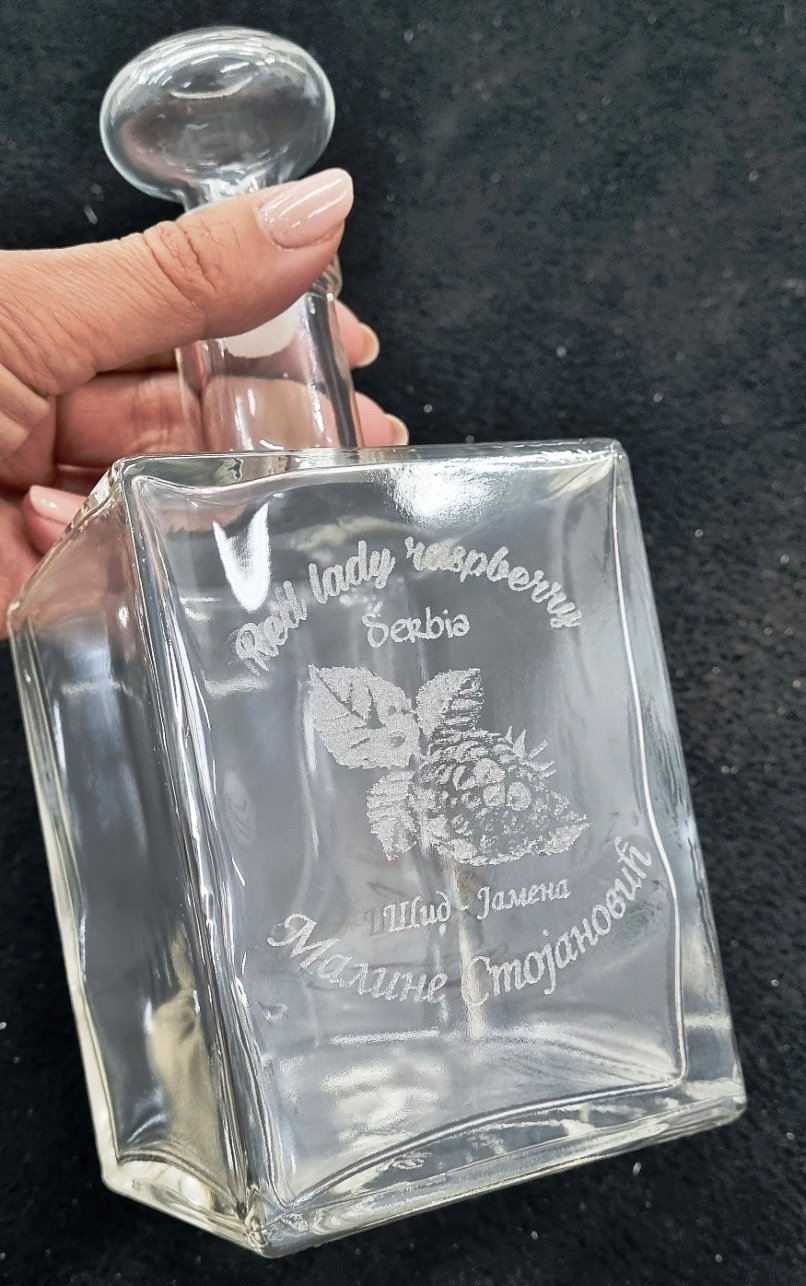 Red lady raspberry
Serbia
Шид - Јамена
Малине Стојановић